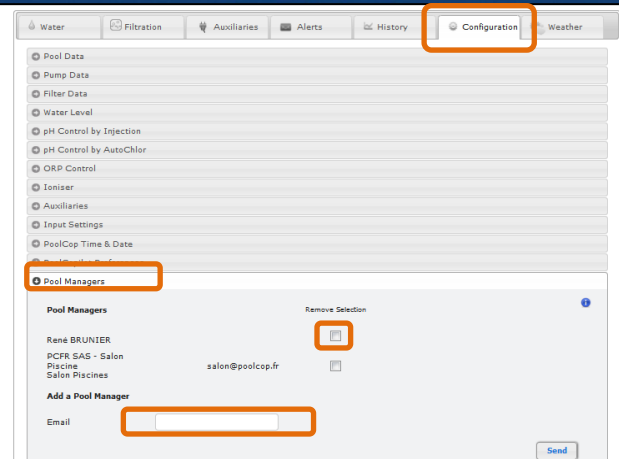 Water Filtration Auxiliaries Alerts History Configuration Weather
Pool Data
Pump Data
Filter Data
Water Level
pH Control by Injection
pH Control by AutoChlor
ORP Control
Ioniser
Auxiliaries
Input Settings
PoolCop Time & Date
Pool Managers
Pool Managers Remove Selection
René BRUNIER
PCFR SAS - Salon
Piscine salon@poolcop.fr
Salon Piscines
Add a Pool Manager
Email
Send